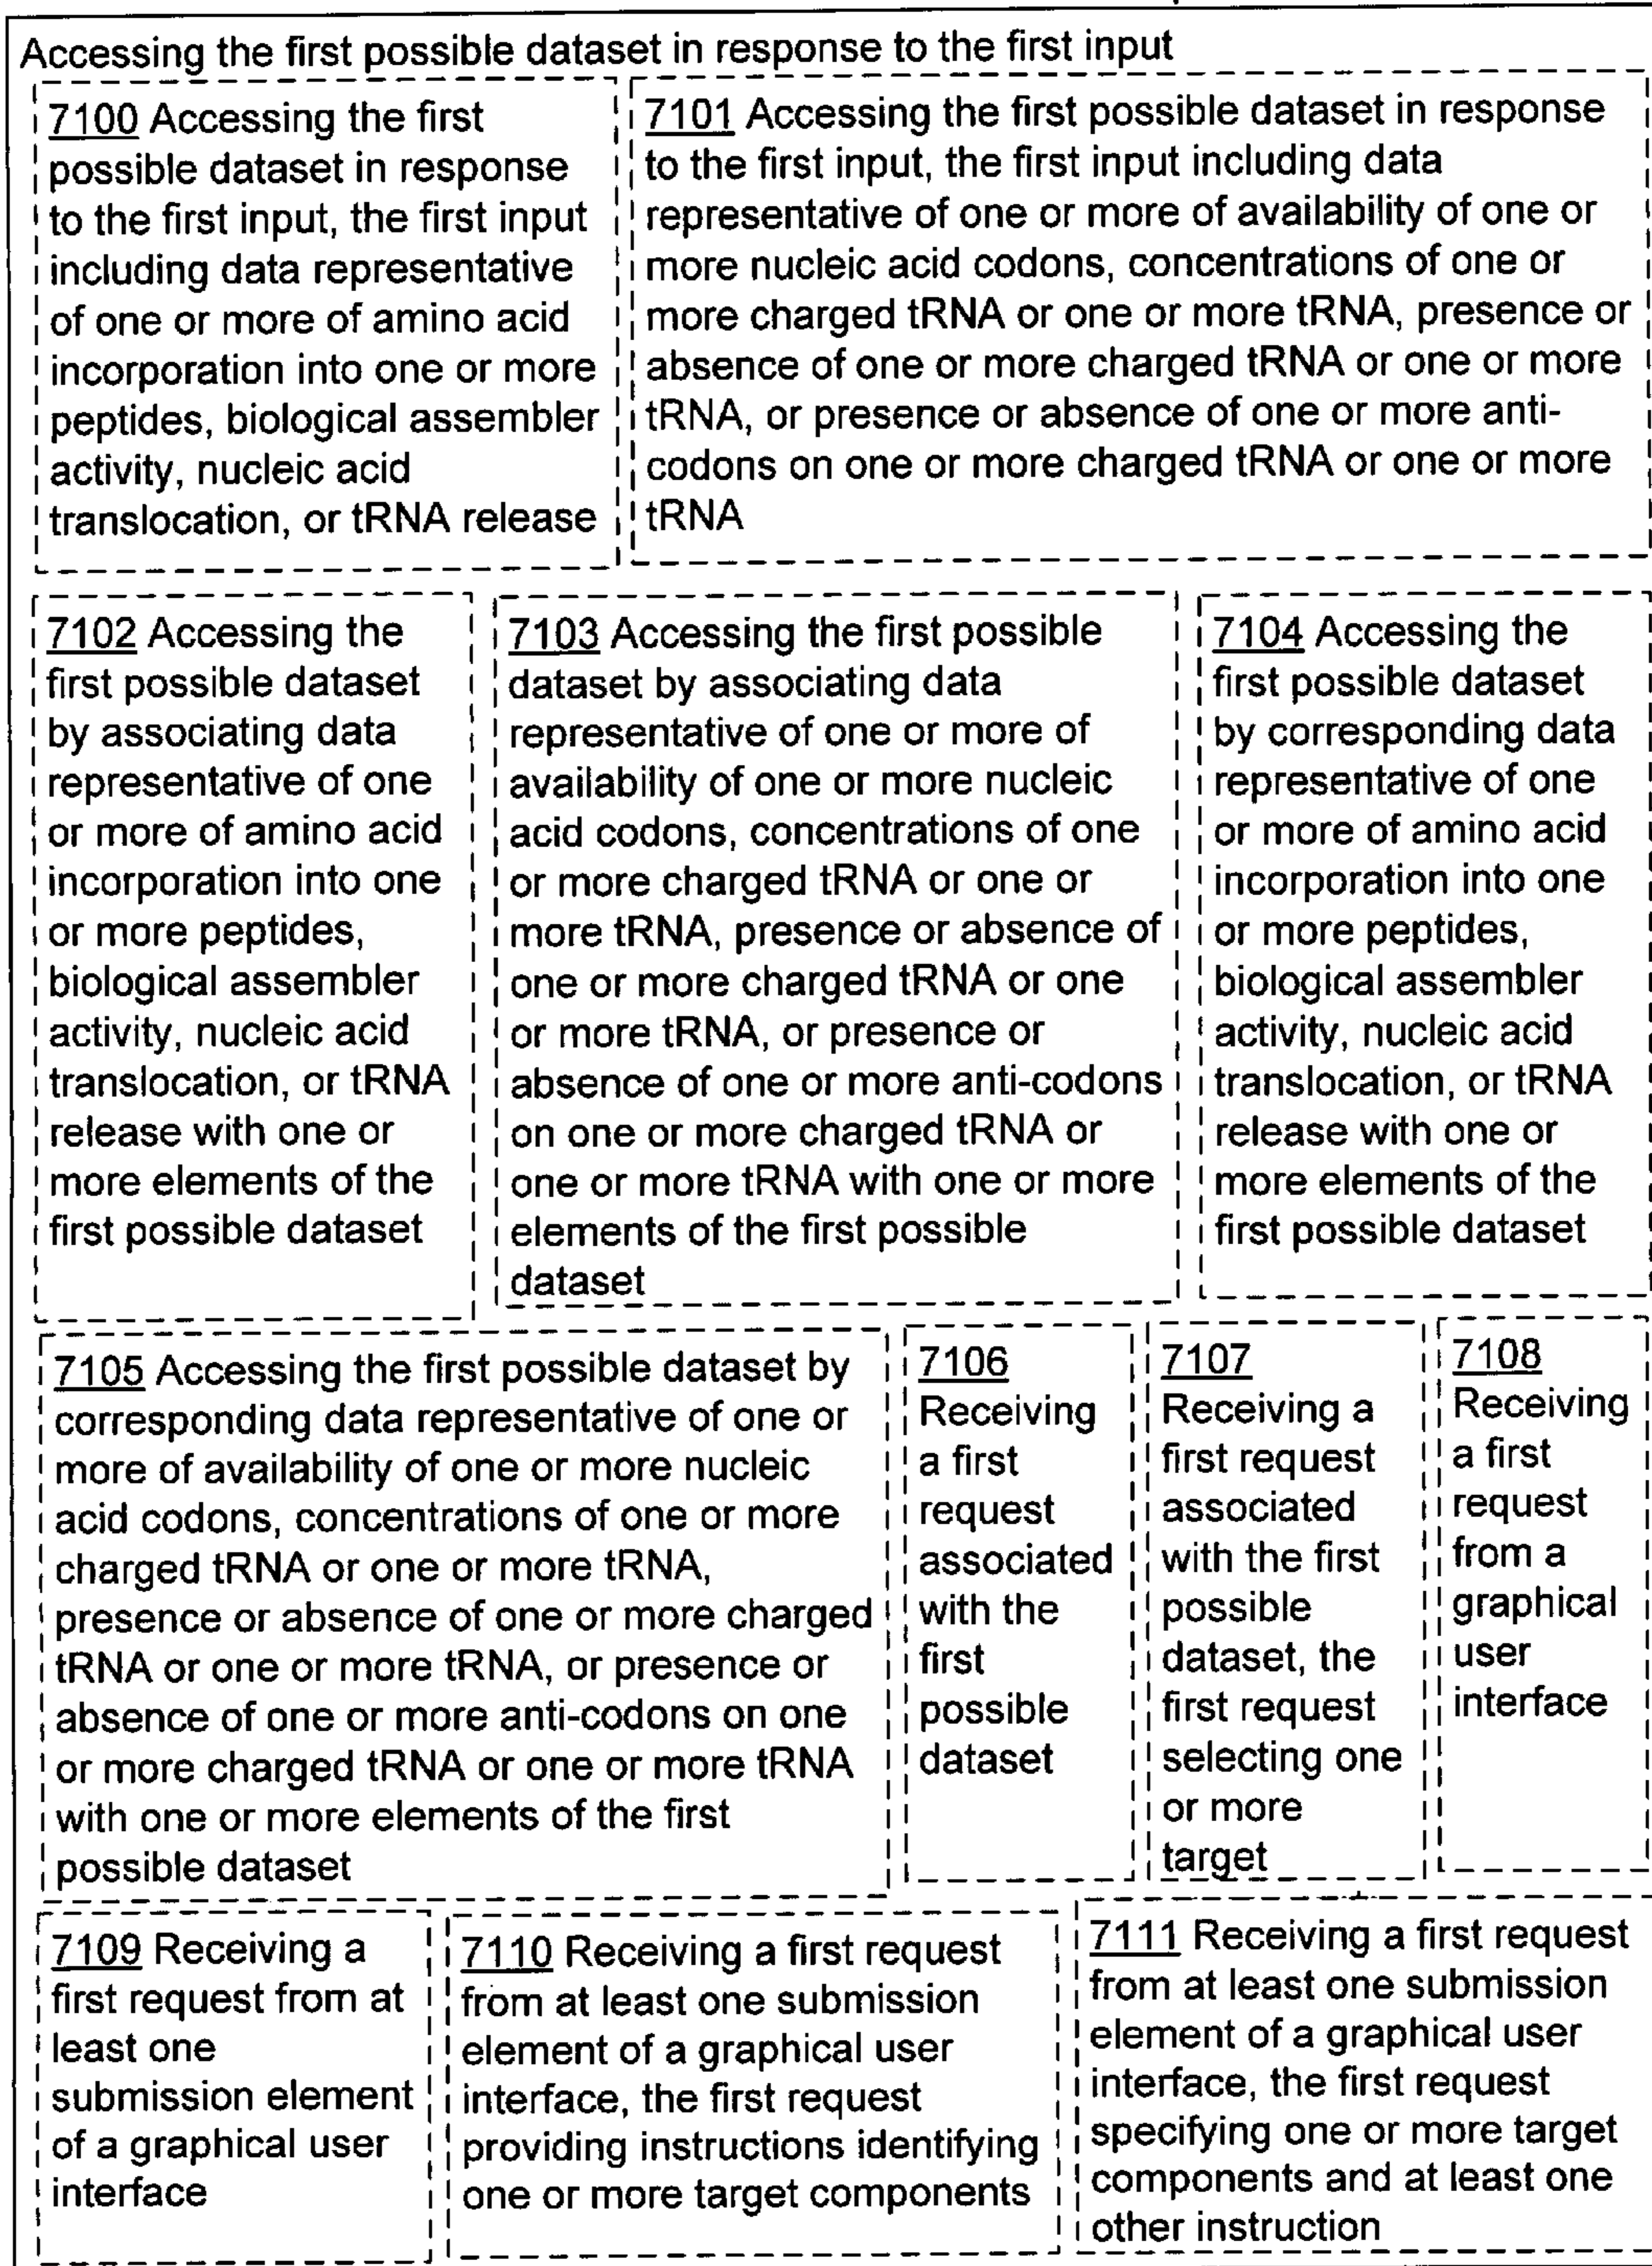 Accessing the first possible dataset in response to the first input
7100 Accessing the first
possible dataset in response
to the first input, the first input
including data representative
of one or more of amino acid
incorporation into one or more
peptides, biological assembler
activity, nucleic acid
translocation, or tRNA release
7101 Accessing the first possible dataset in response
to the first input, the first input including data
representative of one or more of availability of one or
more nucleic acid codons, concentrations of one or
more charged tRNA or one or more tRNA, presence or
absence of one or more charged tRNA or one or more
tRNA, or presence or absence of one or more anti-
codons on one or more charged tRNA or one or more
tRNA
7102 Accessing the
first possible dataset
by associating data
representative of one
or more of amino acid
incorporation into one
or more peptides,
biological assembler
activity, nucleic acid
translocation, or tRNA
release with one or
more elements of the
first possible dataset
7103 Accessing the first possible
dataset by associating data
representative of one or more of
availability of one or more nucleic
acid codons, concentrations of one
or more charged tRNA or one or
more tRNA, presence or absence of
one or more charged tRNA or one
or more tRNA, or presence or
absence of one or more anti-codons
on one or more charged tRNA or
one or more tRNA with one or more
elements of the first possible
dataset
7104 Accessing the
first possible dataset
by corresponding data
representative of one
or more of amino acid
incorporation into one
or more peptides,
biological assembler
activity, nucleic acid
translocation, or tRNA
release with one or
more elements of the
first possible dataset
7105 Accessing the first possible dataset by
corresponding data representative of one or
more of availability of one or more nucleic
acid codons, concentrations of one or more
charged tRNA or one or more tRNA,
presence or absence of one or more charged
tRNA or one or more tRNA, or presence or
absence of one or more anti-codons on one
or more charged tRNA or one or more tRNA
with one or more elements of the first
possible dataset
7106
Receiving
a first
request
associated
with the
first
possible
dataset
7107
Receiving a
first request
associated
with the first
possible
dataset, the
first request
selecting one
or more
target
7108
Receiving
a first
request
from a
graphical
user
interface
7109 Receiving a
first request from at
least one
submission element
of a graphical user
interface
7110 Receiving a first request
from at least one submission
element of a graphical user
interface, the first request
providing instructions identifying
one or more target components
7111 Receiving a first request
from at least one submission
element of a graphical user
interface, the first request
specifying one or more target
components and at least one
other instruction